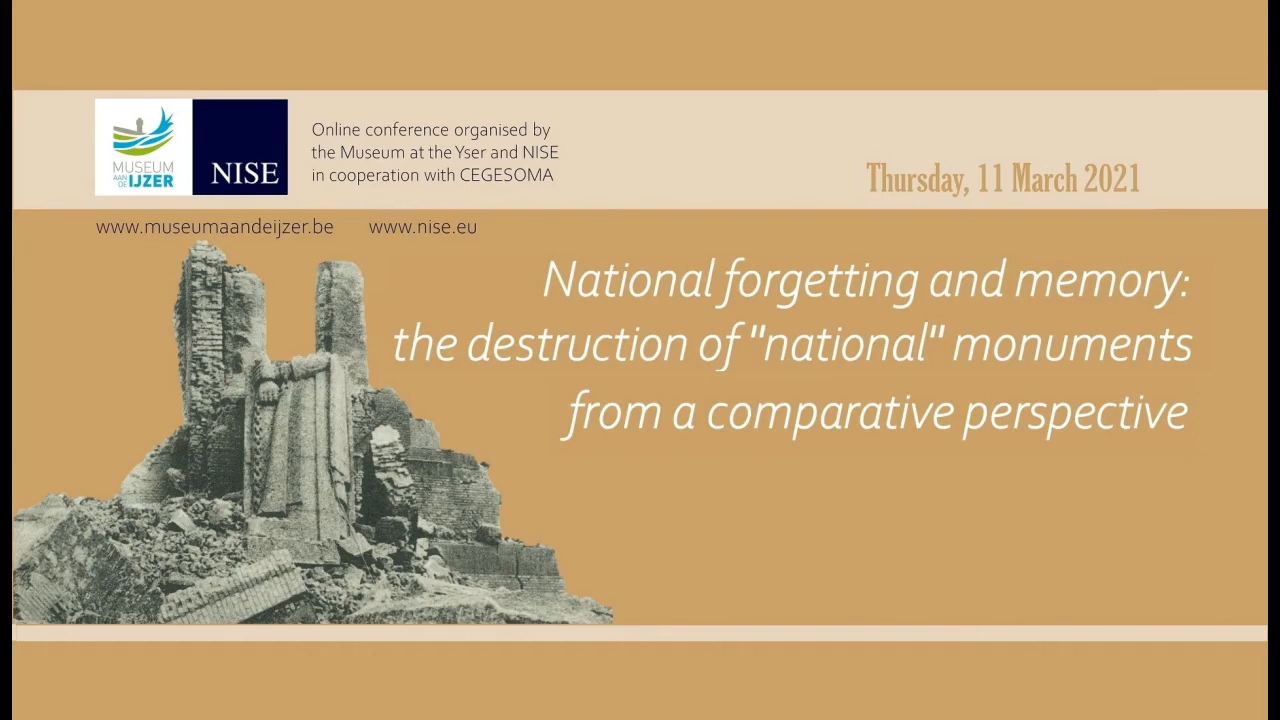 MUSEUM
AAN
DE IJZER
NISE
Online conference organised by
the Museum at the Yser and NISE
in cooperation with CEGESOMA
Thursday, 11 March 2021
www.museumaandeijzer.be www.nise.eu
National forgetting and memory:
the destruction of "national" monuments
from a comparative perspective